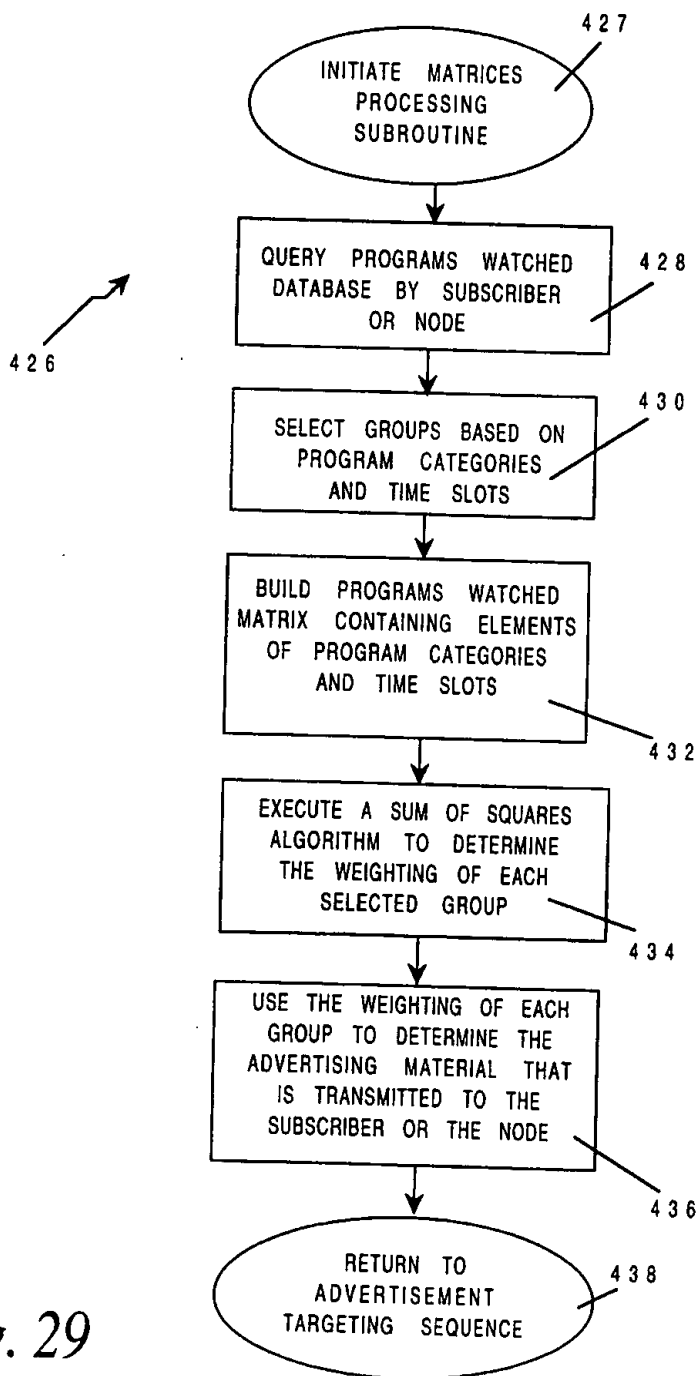 427
INITIATE MATRICES
PROCESSING
SUBROUTINE
QUERY PROGRAMS WATCHED
DATABASE BY SUBSCRIBER
OR NODE
428
426
SELECT GROUPS BASED ON
PROGRAM CATEGORIES
AND TIME SLOTS
430
BUILD PROGRAMS WATCHED
MATRIX CONTAINING ELEMENTS
OF PROGRAM CATEGORIES
AND TIME SLOTS
432
EXECUTE A SUM OF SQUARES
ALGORITHM TO DETERMINE
THE WEIGHTING OF EACH
SELECTED GROUP
434
USE THE WEIGHTING OF EACH
GROUP TO DETERMINE THE
ADVERTISING MATERIAL THAT
IS TRANSMITTED TO THE
SUBSCRIBER OR THE NODE
436
RETURN TO
ADVERTISEMENT
TARGETING SEQUENCE
438
. 29